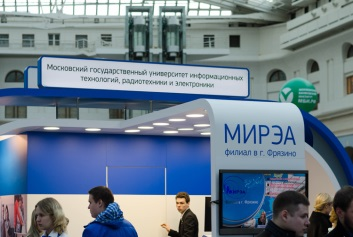 Московский государственный университет информационных
технологий, радиотехники и электроники
МИРЭА
филиал в г. Фрязино